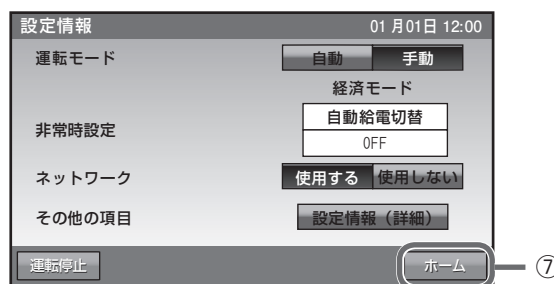 設定情報 01月01日 12:00
運転モード 自動 手動
経済モード
非常時設定 自動給電切替
OFF
ネットワーク 使用する 使用しない
その他の項目 設定情報（詳細）
運転停止 ホーム ⑦